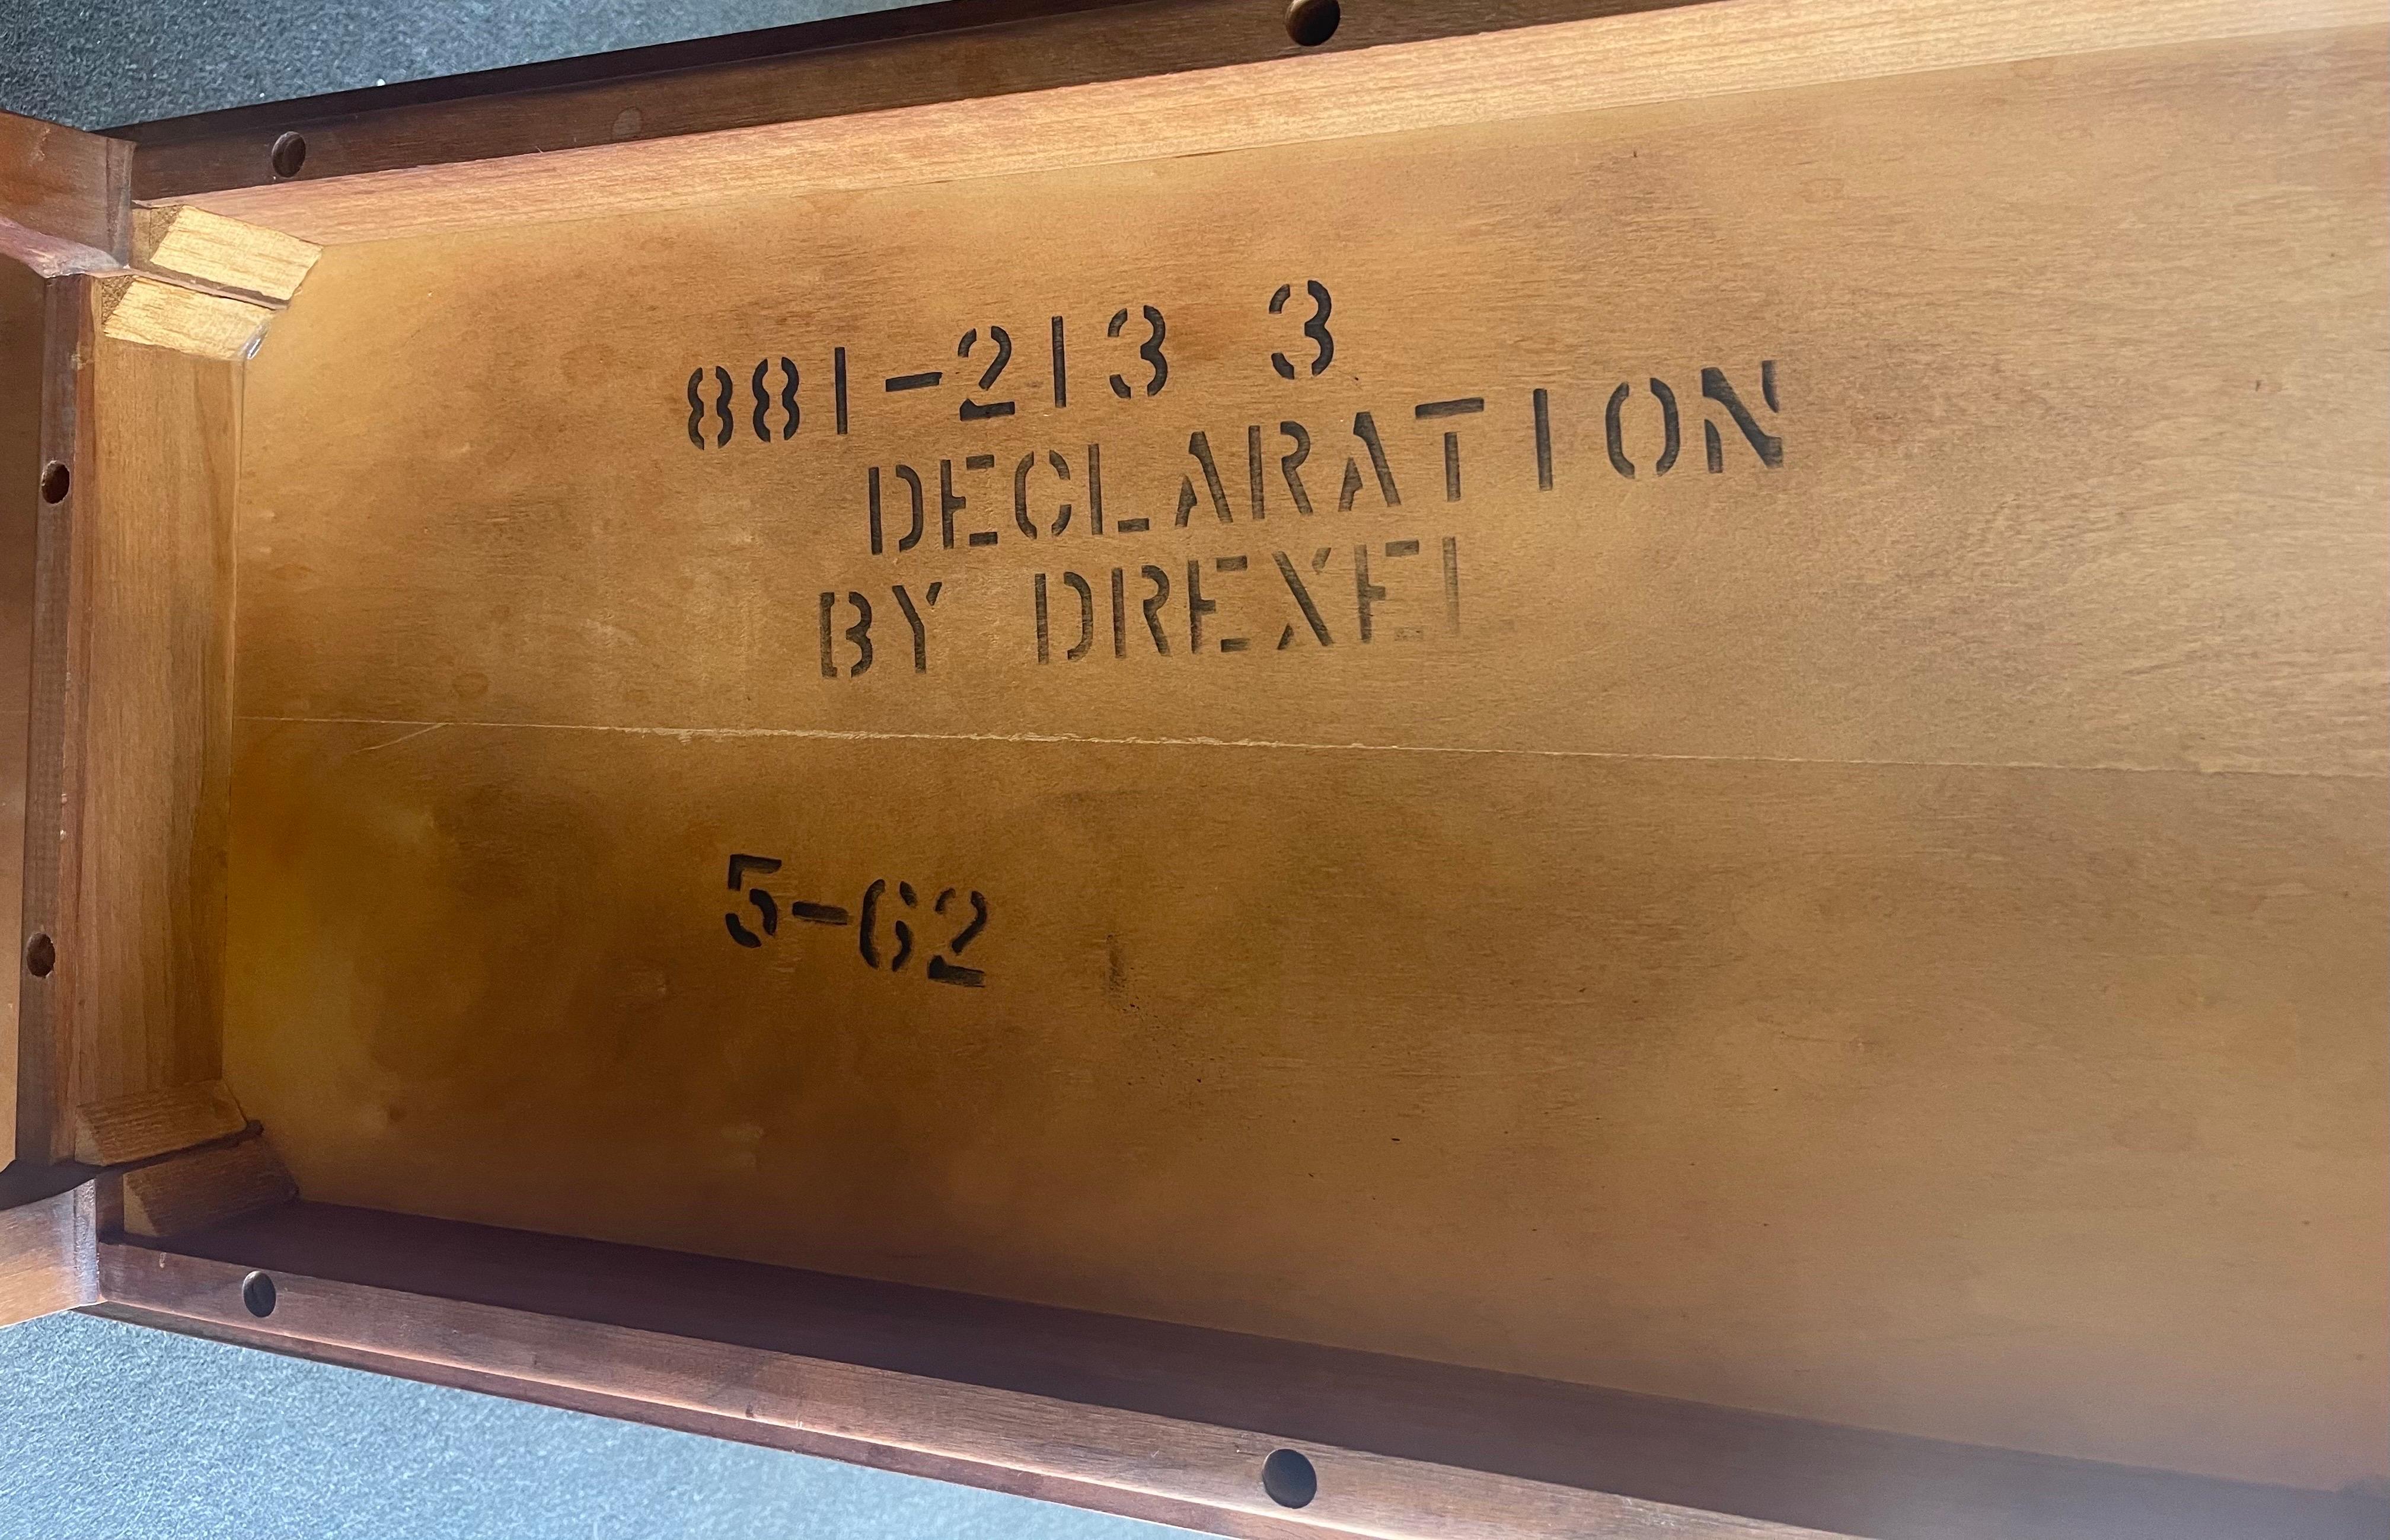 881-213 3
DECLARATION
BY DREXEL
5-62